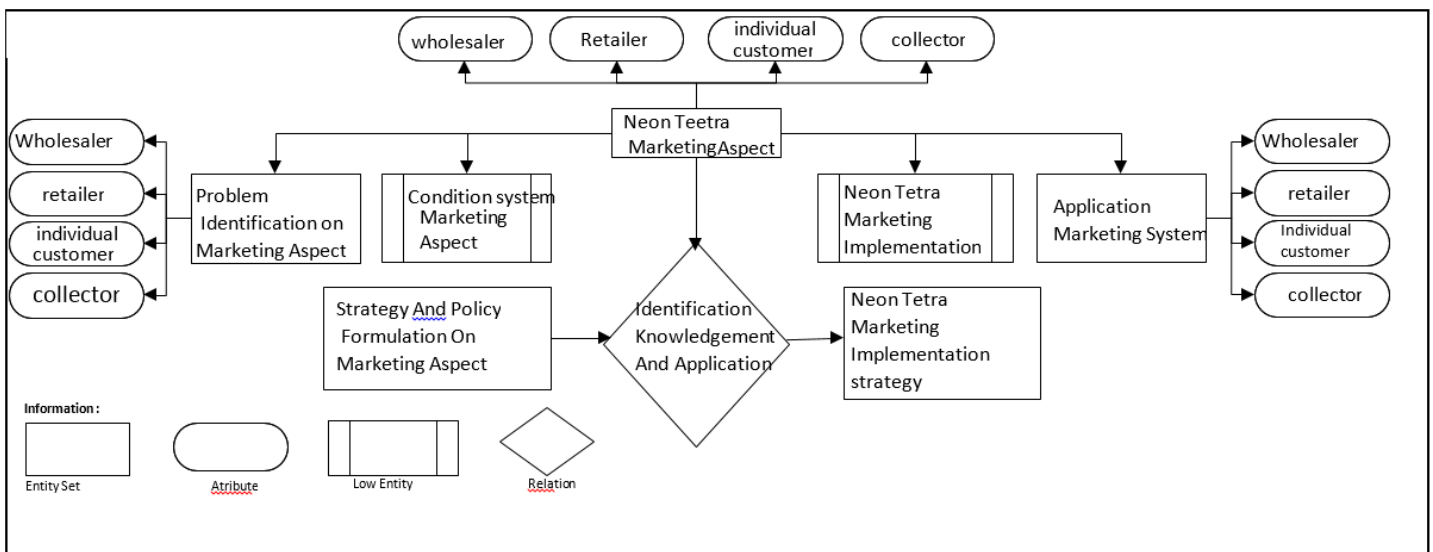 wholesaler
Retailer
individual
customer
collector
Neon Teetra
Marketing Aspect
Wholesaler
retailer
individual
customer
collector
Problem
Identification on
Marketing Aspect
Condition system
Marketing
Aspect
Neon Tetra
Marketing
Implementation
Application
Marketing System
Wholesaler
retailer
Individual
customer
collector
Strategy And Policy
Formulation On
Marketing Aspect
Identification
Knowledgement
And Application
Neon Tetra
Marketing
Implementation
strategy
Information :
Entity Set
Atribute
Low Entity
Relation